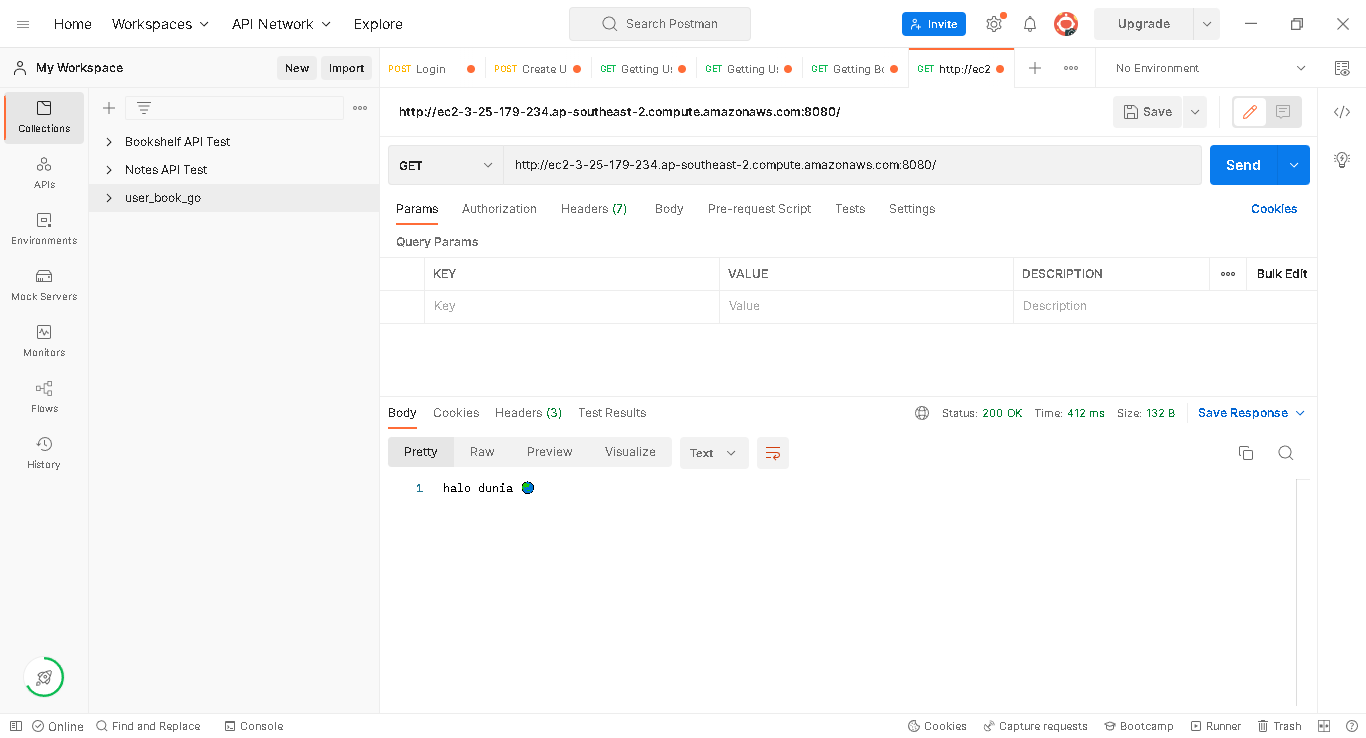 Home Workspaces API Network Explore Search Postman Invite Upgrade
My Workspace New Import POST Login POST Create U GET Getting U GET Getting U GET Getting B GET http://ec2 No Environment
Collections
APIs
Environments
Mock Servers
Monitors
Flows
History
Bookshelf API Test
Notes API Test
user_book_go
http://ec2-3-25-179-234.ap-southeast-2.compute.amazonaws.com:8080/ Save
GET http://ec2-3-25-179-234.ap-southeast-2.compute.amazonaws.com:8080/ Send
Params Authorization Headers (7) Body Pre-request Script Tests Settings Cookies
Query Params
KEY VALUE DESCRIPTION Bulk Edit
Key Value Description
Body Cookies Headers (3) Test Results Status: 200 OK Time: 412 ms Size: 132 B Save Response
Pretty Raw Preview Visualize Text
1 halo dunia 🌏
Online Find and Replace Console Cookies Capture requests Bootcamp Runner Trash